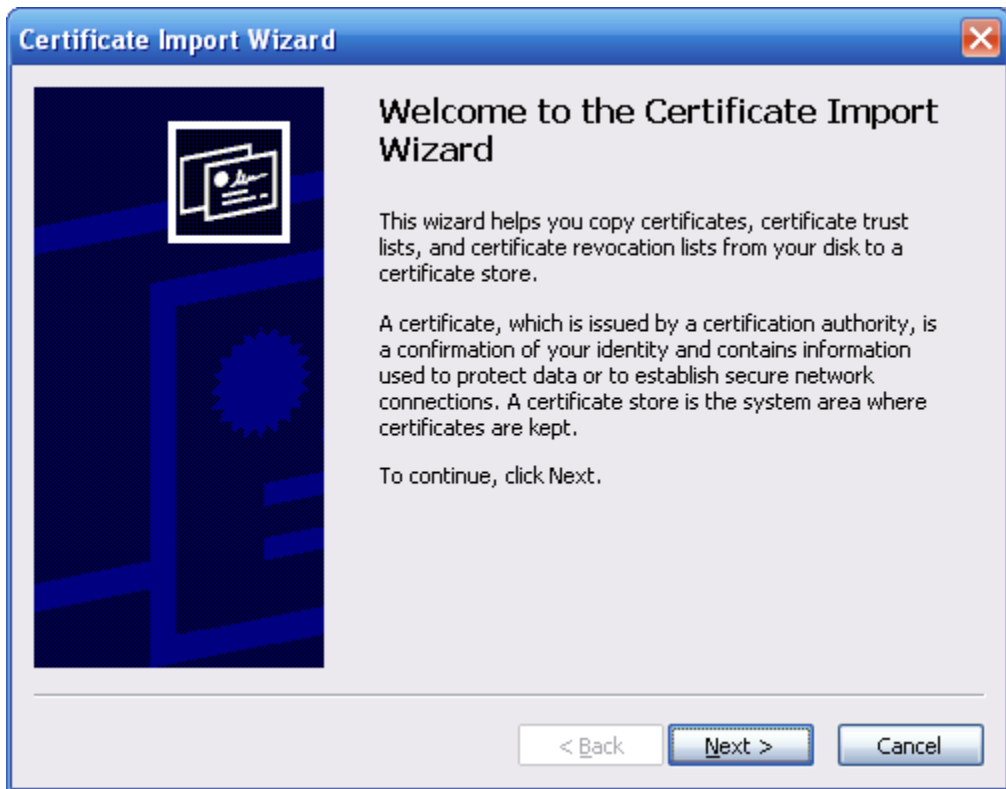 Certificate Import Wizard
Welcome to the Certificate Import
Wizard
This wizard helps you copy certificates, certificate trust
lists, and certificate revocation lists from your disk to a
certificate store.
A certificate, which is issued by a certification authority, is
a confirmation of your identity and contains information
used to protect data or to establish secure network
connections. A certificate store is the system area where
certificates are kept.
To continue, click Next.
< Back Next > Cancel